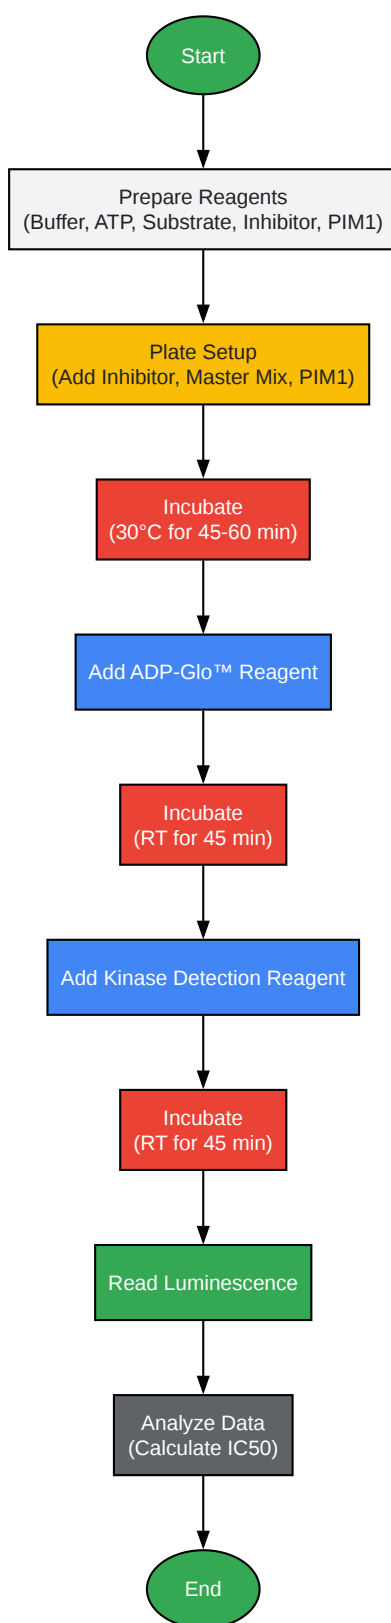 Start
Prepare Reagents
(Buffer, ATP, Substrate, Inhibitor, PIM1)
Plate Setup
(Add Inhibitor, Master Mix, PIM1)
Incubate
(30°C for 45-60 min)
Add ADP-Glo™ Reagent
Incubate
(RT for 45 min)
Add Kinase Detection Reagent
Incubate
(RT for 45 min)
Read Luminescence
Analyze Data
(Calculate IC50)
End